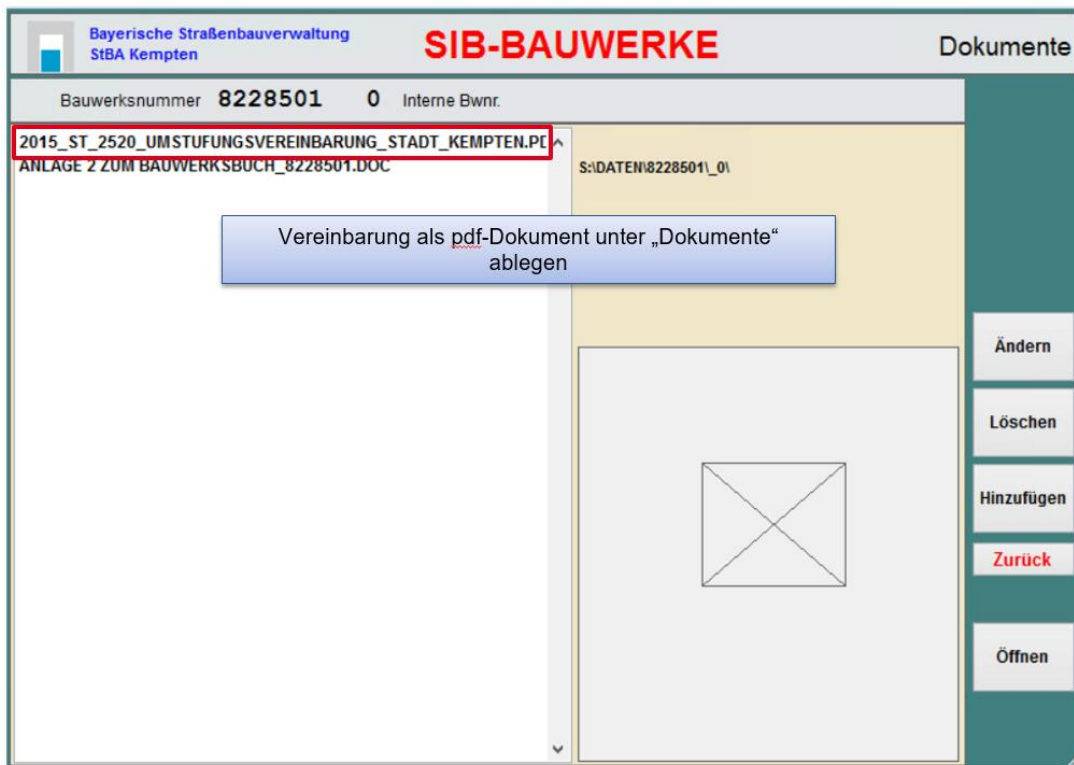 Bayerische Straßenbauverwaltung
StBA Kempten
SIB-BAUWERKE
Dokumente
Bauwerksnummer 8228501 0 Interne Bwnr.
2015_ST_2520_UMSTUFUNGSVEREINBARUNG_STADT_KEMPTEN.PD
ANLAGE 2 ZUM BAUWERKSBUCH_8228501.DOC
S:\DATEN\8228501\_0\
Vereinbarung als pdf-Dokument unter „Dokumente“
ablegen
Ändern
Löschen
Hinzufügen
Zurück
Öffnen